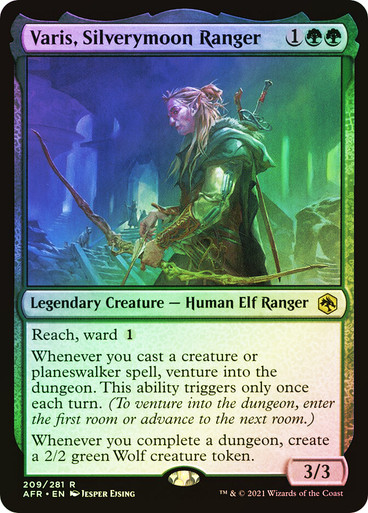 Varis, Silverymoon Ranger 1
Legendary Creature — Human Elf Ranger
Reach, ward 1
Whenever you cast a creature or
planeswalker spell, venture into the
dungeon. This ability triggers only once
each turn. (To venture into the dungeon, enter
the first room or advance to the next room.)
Whenever you complete a dungeon, create
a 2/2 green Wolf creature token.
3/3
209/281 R
AFR • EN Jesper Ejsing
™ & © 2021 Wizards of the Coast